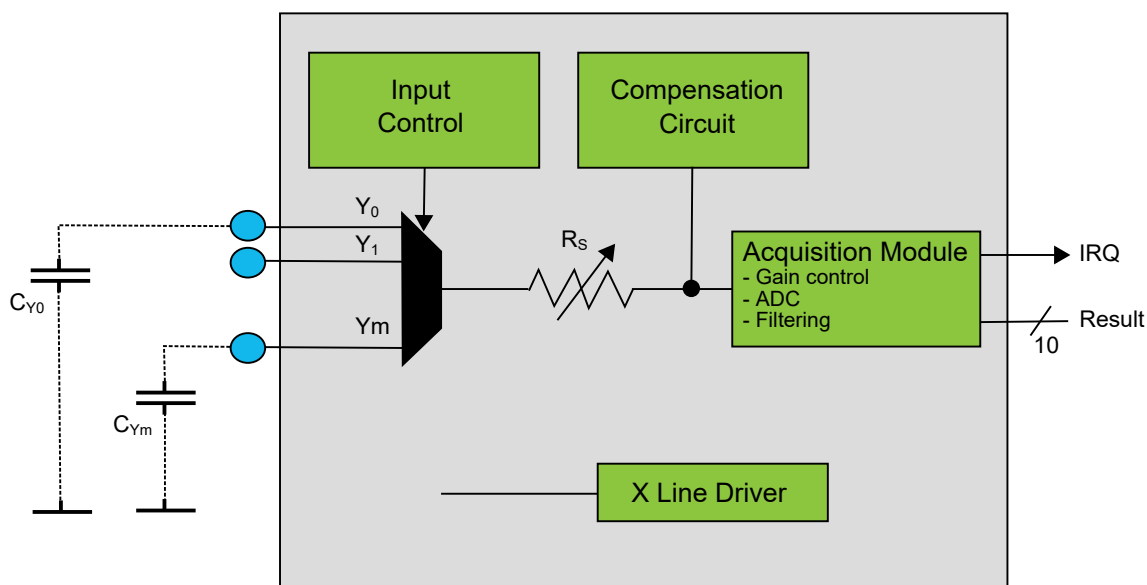 Input
Control
Compensation
Circuit
Y0
Y1
Ym
RS
Acquisition Module
- Gain control
- ADC
- Filtering
IRQ
Result
10
CY0
CYm
X Line Driver